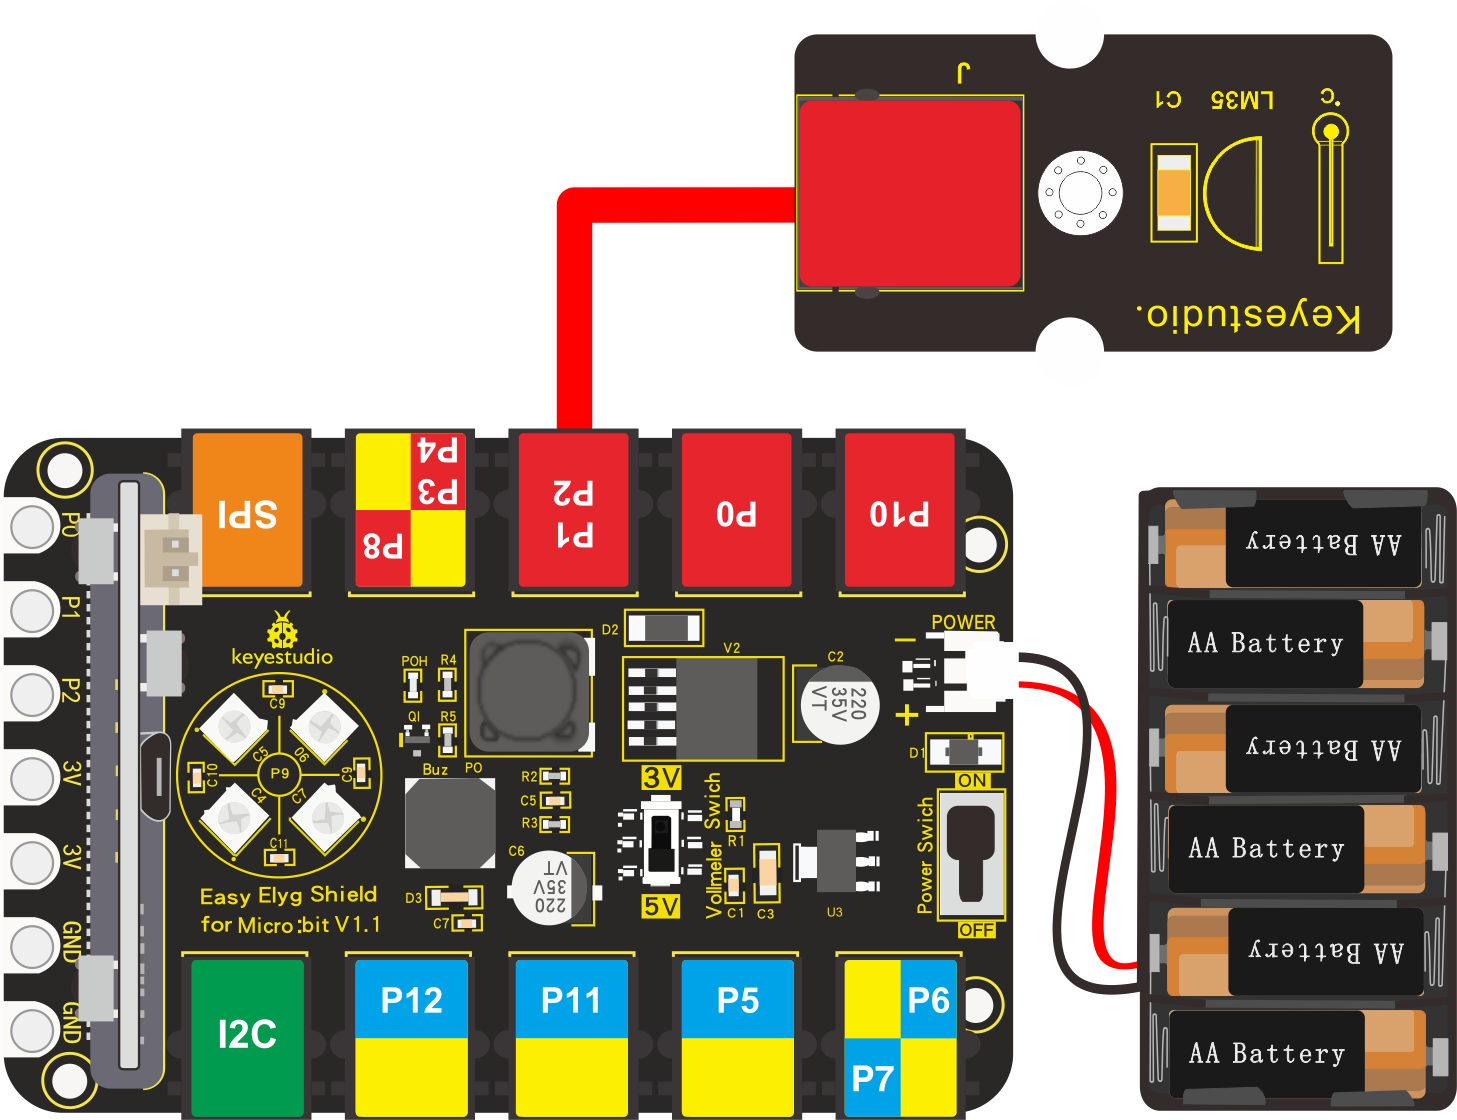 J
C1
LM35
°C
Keyestudio.
SPI
P4
P3
P8
P2
P1
P0
P10
P0
P1
P2
3V
3V
GND
GND
keyestudio
C9
C5
06
C10
P9
C9
C4
C7
C11
Easy Elyg Shield
for Micro:bit V1.1
POH
R4
QI
R5
Buz
PO
D2
V2
C2
220
35V
VT
POWER
−
+
D1
ON
Power Swich
OFF
R2
C5
R3
C6
220
35V
VT
D3
C7
3V
5V
Vollmeler Swich
R1
C1
C3
U3
I2C
P12
P11
P5
P6
P7
AA Battery
AA Battery
AA Battery
AA Battery
AA Battery
AA Battery